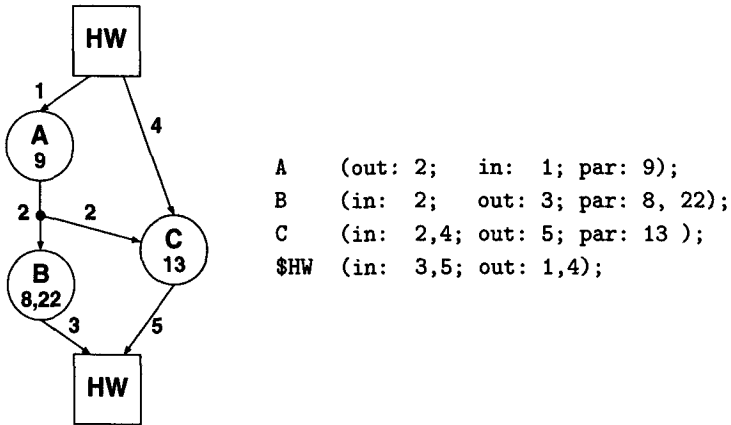 HW
1
4
A
9
2
2
C
13
B
8,22
3
5
HW
A (out: 2; in: 1; par: 9);
B (in: 2; out: 3; par: 8, 22);
C (in: 2,4; out: 5; par: 13 );
$HW (in: 3,5; out: 1,4);